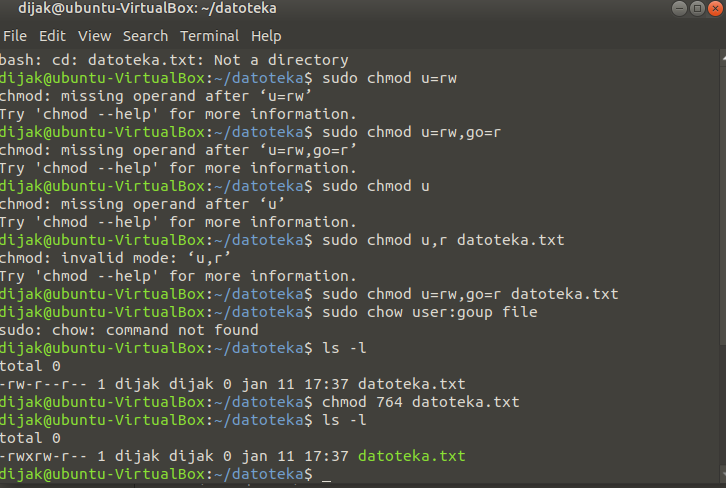 dijak@ubuntu-VirtualBox: ~/datoteka
File Edit View Search Terminal Help
bash: cd: datoteka.txt: Not a directory
dijak@ubuntu-VirtualBox:~/datoteka$ sudo chmod u=rw
chmod: missing operand after ‘u=rw’
Try 'chmod --help' for more information.
dijak@ubuntu-VirtualBox:~/datoteka$ sudo chmod u=rw,go=r
chmod: missing operand after ‘u=rw,go=r’
Try 'chmod --help' for more information.
dijak@ubuntu-VirtualBox:~/datoteka$ sudo chmod u
chmod: missing operand after ‘u’
Try 'chmod --help' for more information.
dijak@ubuntu-VirtualBox:~/datoteka$ sudo chmod u,r datoteka.txt
chmod: invalid mode: ‘u,r’
Try 'chmod --help' for more information.
dijak@ubuntu-VirtualBox:~/datoteka$ sudo chmod u=rw,go=r datoteka.txt
dijak@ubuntu-VirtualBox:~/datoteka$ sudo chow user:goup file
sudo: chow: command not found
dijak@ubuntu-VirtualBox:~/datoteka$ ls -l
total 0
-rw-r--r-- 1 dijak dijak 0 jan 11 17:37 datoteka.txt
dijak@ubuntu-VirtualBox:~/datoteka$ chmod 764 datoteka.txt
dijak@ubuntu-VirtualBox:~/datoteka$ ls -l
total 0
-rwxrw-r-- 1 dijak dijak 0 jan 11 17:37 datoteka.txt
dijak@ubuntu-VirtualBox:~/datoteka$ _